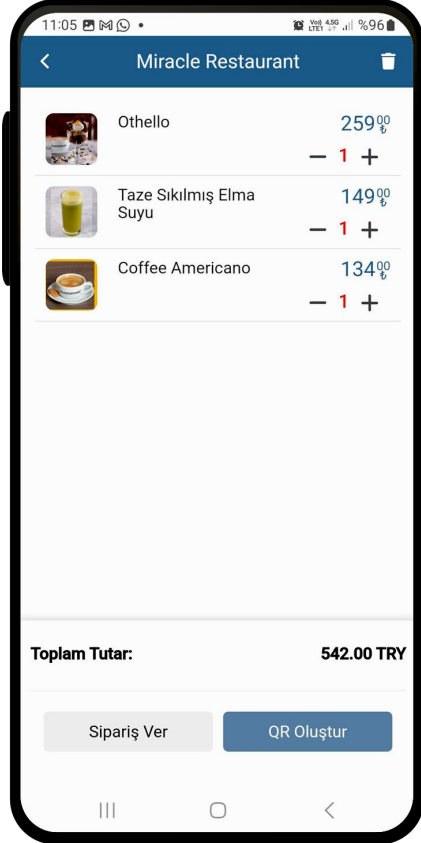 11:05
Vo)) 4.5G
LTE1
%96
Miracle Restaurant
Othello
259 00 ₺
1
Taze Sıkılmış Elma
Suyu
149 00 ₺
1
Coffee Americano
134 00 ₺
1
Toplam Tutar:
542.00 TRY
Sipariş Ver
QR Oluştur